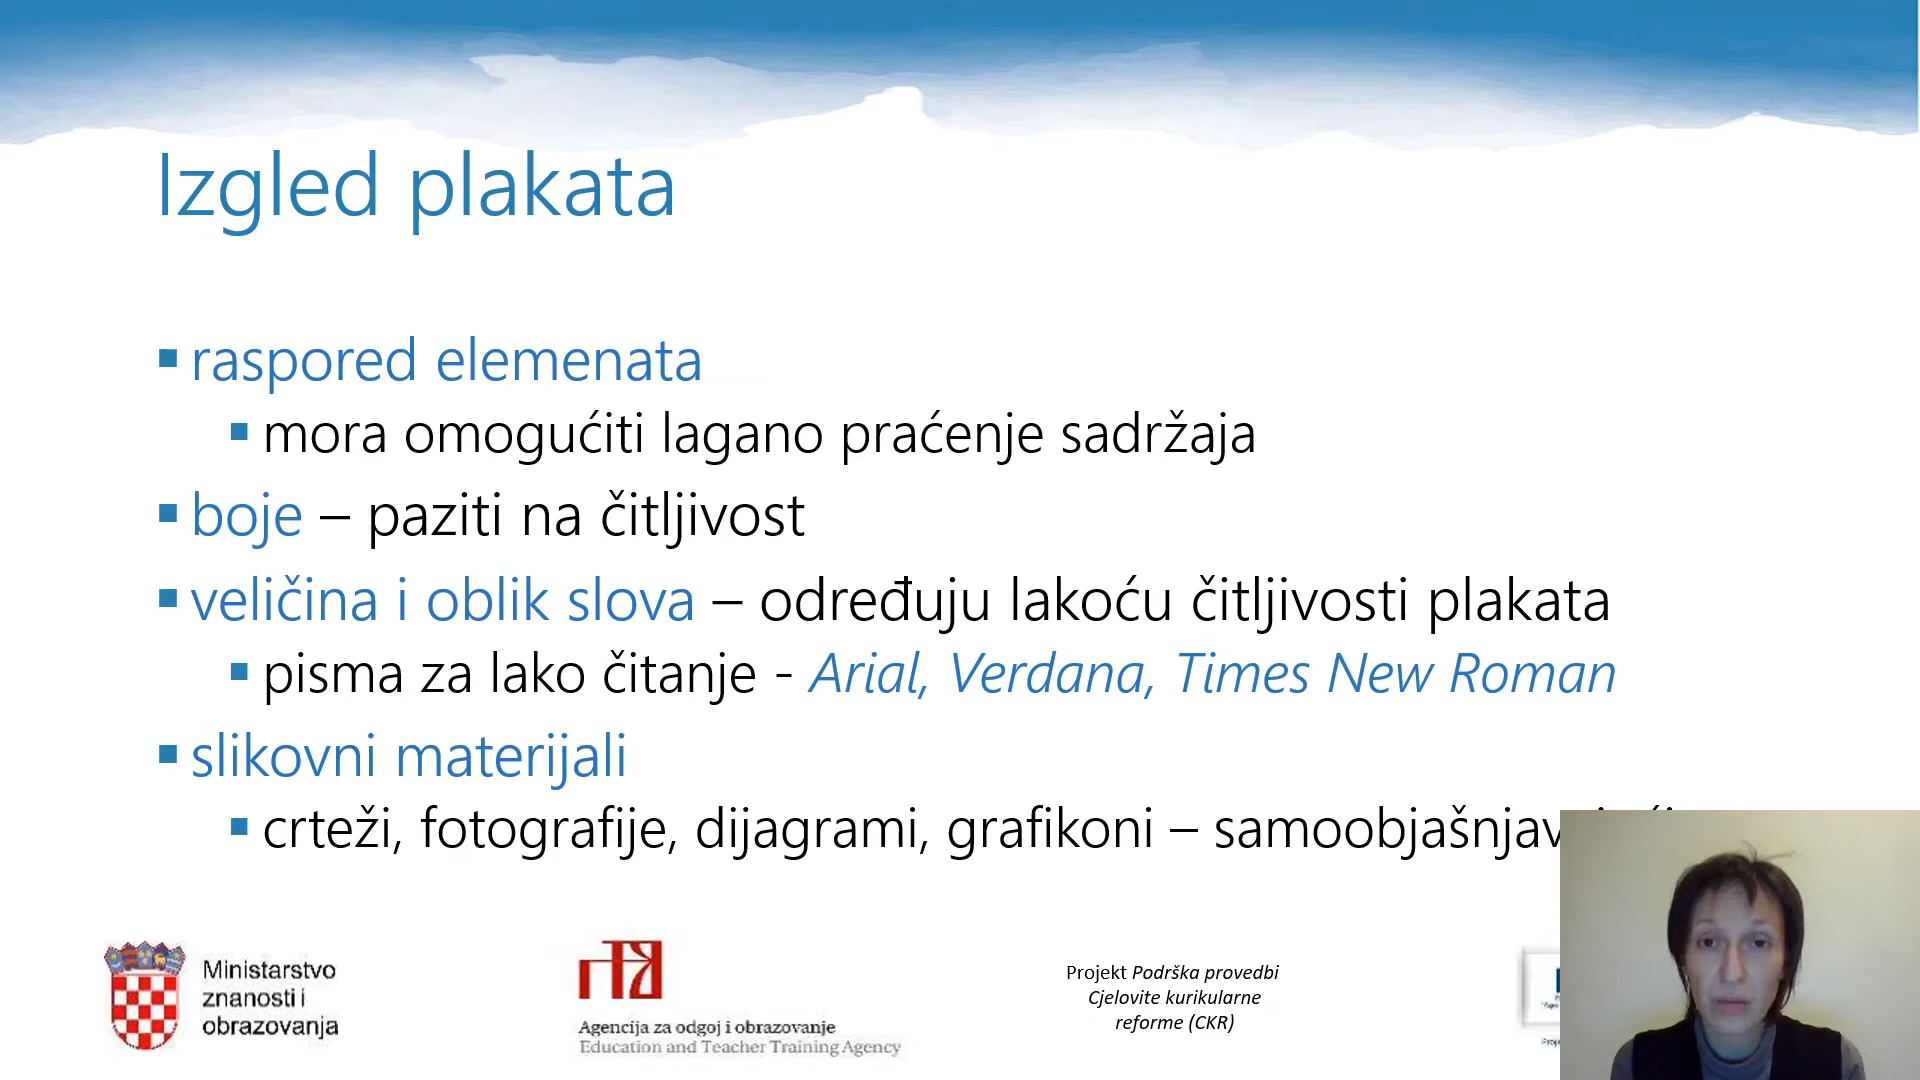 Izgled plakata
raspored elemenata
mora omogućiti lagano praćenje sadržaja
boje – paziti na čitljivost
veličina i oblik slova – određuju lakoću čitljivosti plakata
pisma za lako čitanje - Arial, Verdana, Times New Roman
slikovni materijali
crteži, fotografije, dijagrami, grafikoni –
Ministarstvo
znanosti i
obrazovanja
Agencija za odgoj i obrazovanje
Education and Teacher Training Agency
Projekt Podrška provedbi
Cjelovite kurikularne
reforme (CKR)